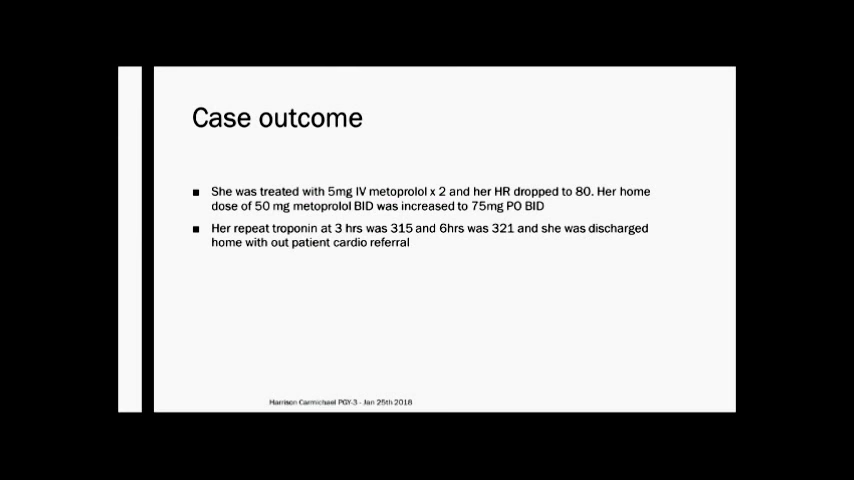 Case outcome
■ She was treated with 5mg IV metoprolol x 2 and her HR dropped to 80. Her home
dose of 50 mg metoprolol BID was increased to 75mg PO BID
■ Her repeat troponin at 3 hrs was 315 and 6hrs was 321 and she was discharged
home with out patient cardio referral
Harrison Carmichael PGY-3 - Jan 25th 2018